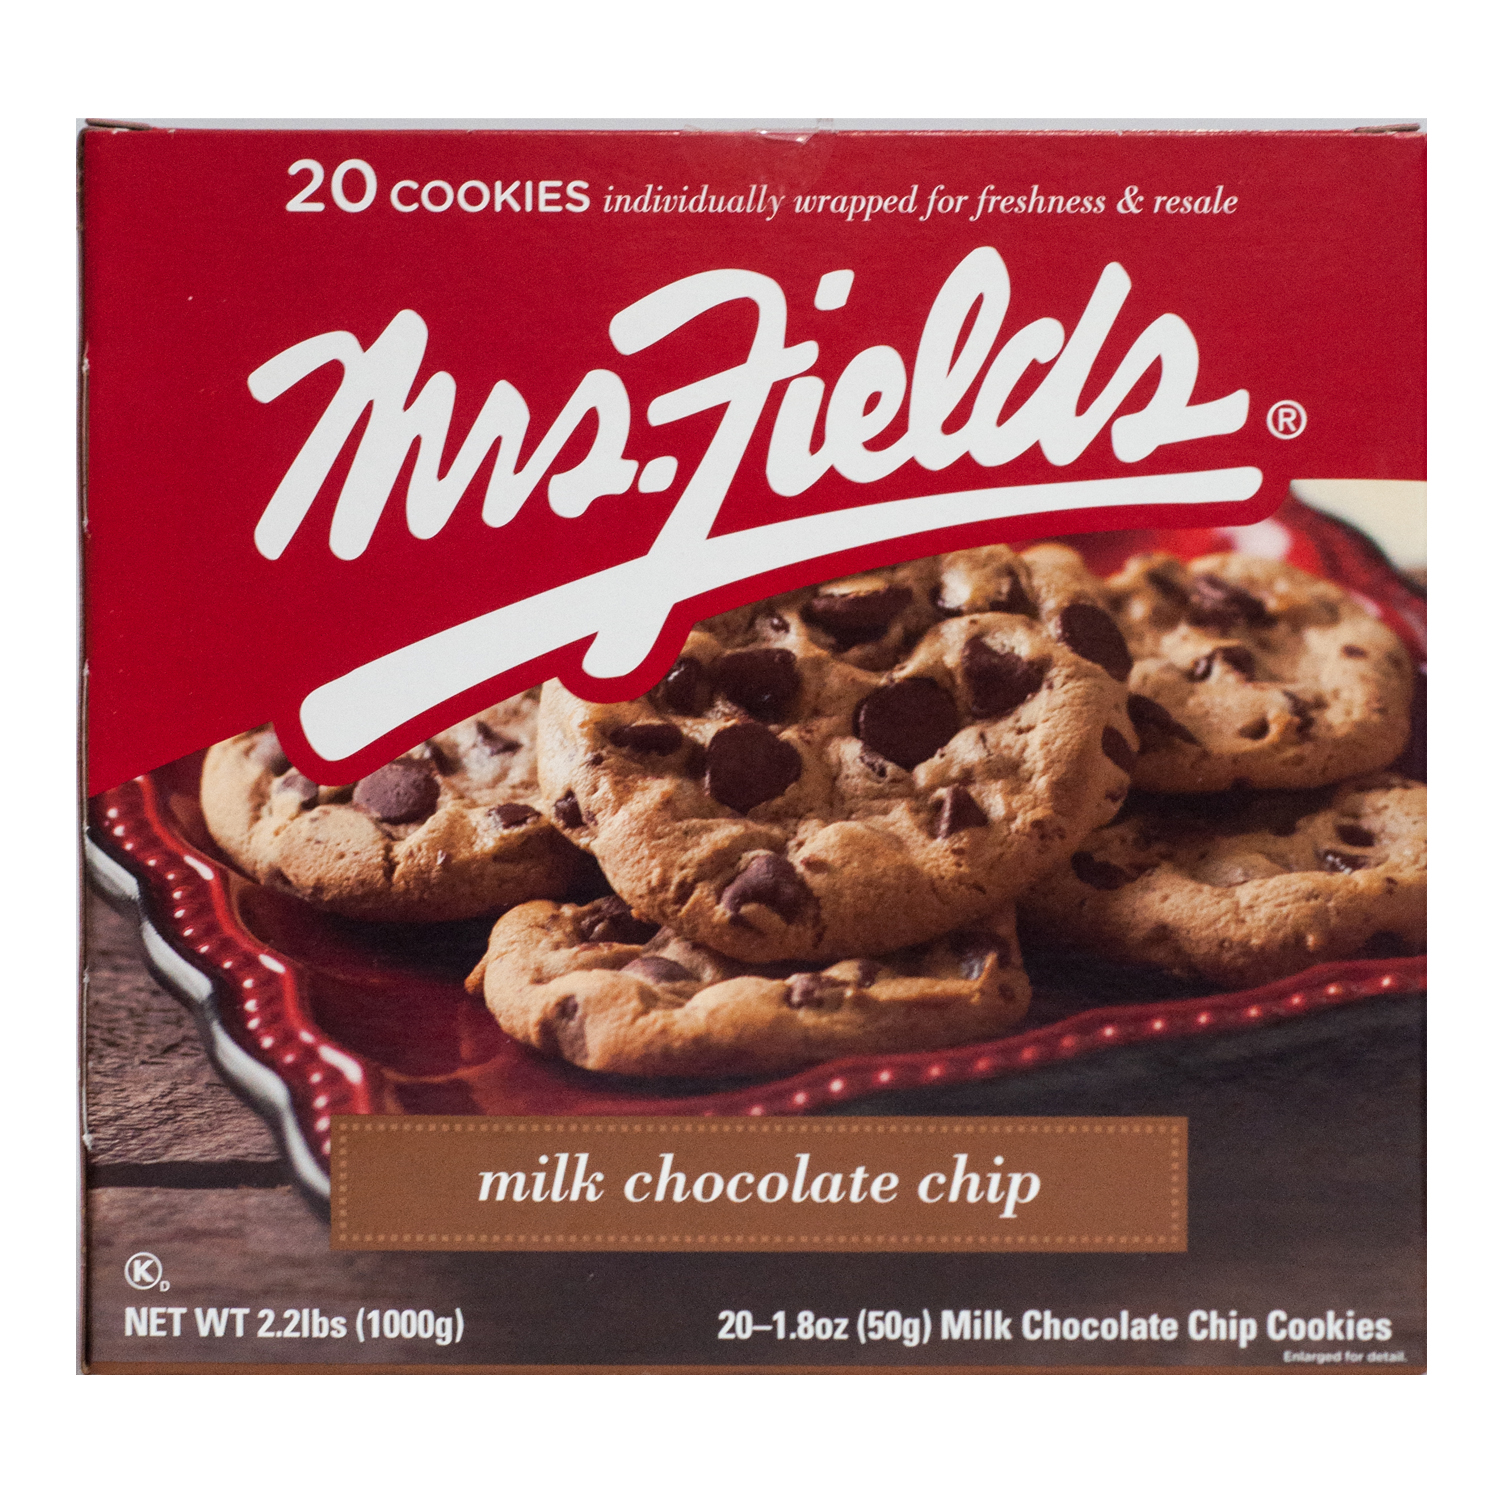 20 COOKIES individually wrapped for freshness & resale
Mrs. Fields®
milk chocolate chip
K D
NET WT 2.2lbs (1000g)
20–1.8oz (50g) Milk Chocolate Chip Cookies
Enlarged for detail.